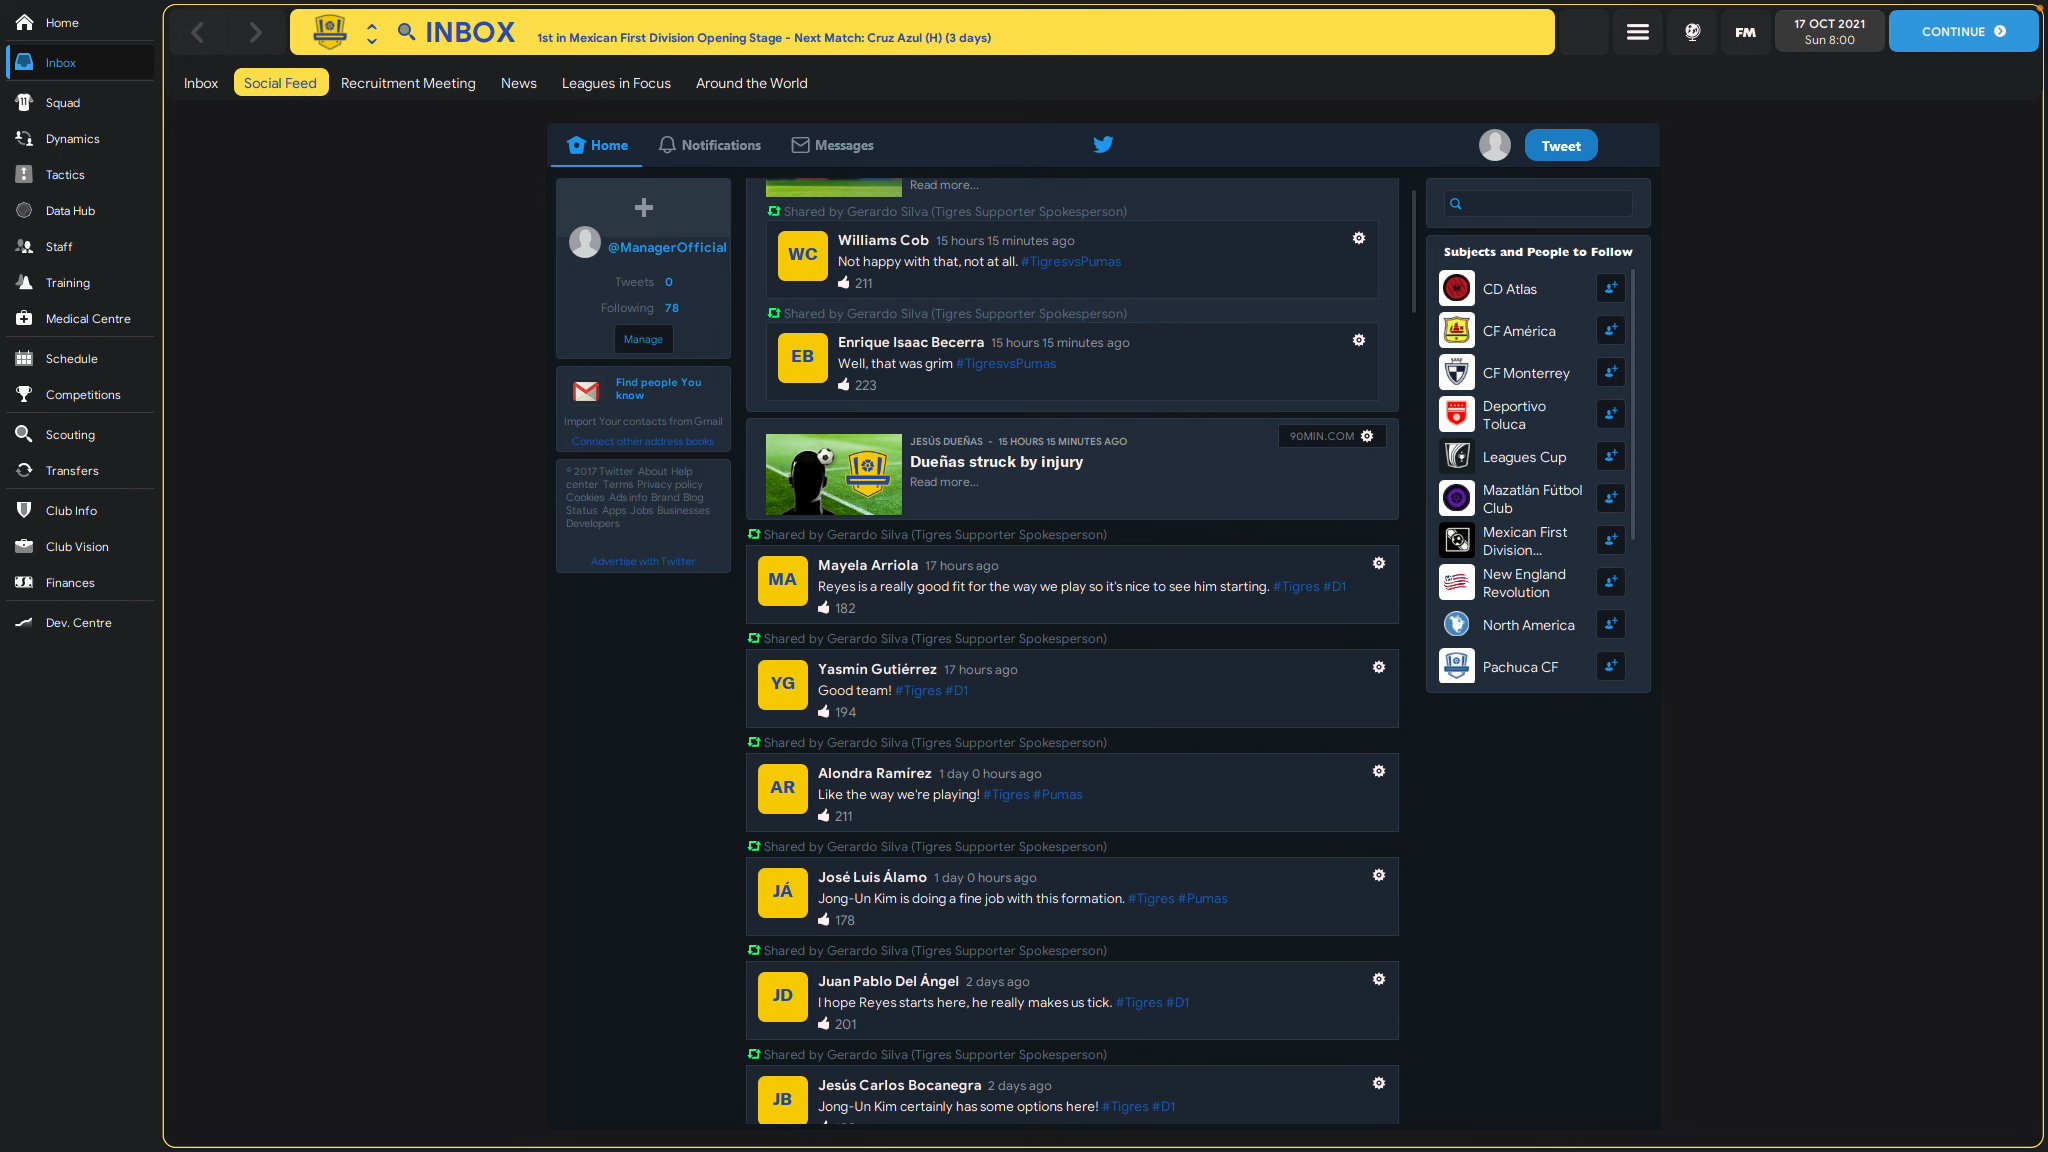 Home
INBOX
1st in Mexican First Division Opening Stage - Next Match: Cruz Azul (H) (3 days)
FM
17 OCT 2021
Sun 8:00
CONTINUE
Inbox
Squad
Dynamics
Tactics
Data Hub
Staff
Training
Medical Centre
Schedule
Competitions
Scouting
Transfers
Club Info
Club Vision
Finances
Dev. Centre
Inbox
Social Feed
Recruitment Meeting
News
Leagues in Focus
Around the World
Home
Notifications
Messages
Tweet
@ManagerOfficial
Tweets 0
Following 78
Manage
Find people You
know
Import Your contacts from Gmail
Connect other address books
© 2017 Twitter About Help
center Terms Privacy policy
Cookies Ads info Brand Blog
Status Apps Jobs Businesses
Developers
Advertise with Twitter
Read more...
Shared by Gerardo Silva (Tigres Supporter Spokesperson)
WC
Williams Cob 15 hours 15 minutes ago
Not happy with that, not at all. #TigresvsPumas
211
Shared by Gerardo Silva (Tigres Supporter Spokesperson)
EB
Enrique Isaac Becerra 15 hours 15 minutes ago
Well, that was grim #TigresvsPumas
223
JESÚS DUEÑAS - 15 HOURS 15 MINUTES AGO
90MIN.COM
Dueñas struck by injury
Read more...
Shared by Gerardo Silva (Tigres Supporter Spokesperson)
MA
Mayela Arriola 17 hours ago
Reyes is a really good fit for the way we play so it's nice to see him starting. #Tigres #D1
182
Shared by Gerardo Silva (Tigres Supporter Spokesperson)
YG
Yasmín Gutiérrez 17 hours ago
Good team! #Tigres #D1
194
Shared by Gerardo Silva (Tigres Supporter Spokesperson)
AR
Alondra Ramírez 1 day 0 hours ago
Like the way we're playing! #Tigres #Pumas
211
Shared by Gerardo Silva (Tigres Supporter Spokesperson)
JÁ
José Luis Álamo 1 day 0 hours ago
Jong-Un Kim is doing a fine job with this formation. #Tigres #Pumas
178
Shared by Gerardo Silva (Tigres Supporter Spokesperson)
JD
Juan Pablo Del Ángel 2 days ago
I hope Reyes starts here, he really makes us tick. #Tigres #D1
201
Shared by Gerardo Silva (Tigres Supporter Spokesperson)
JB
Jesús Carlos Bocanegra 2 days ago
Jong-Un Kim certainly has some options here! #Tigres #D1
Subjects and People to Follow
CD Atlas
CF América
CF Monterrey
Deportivo
Toluca
Leagues Cup
Mazatlán Fútbol
Club
Mexican First
Division...
New England
Revolution
North America
Pachuca CF